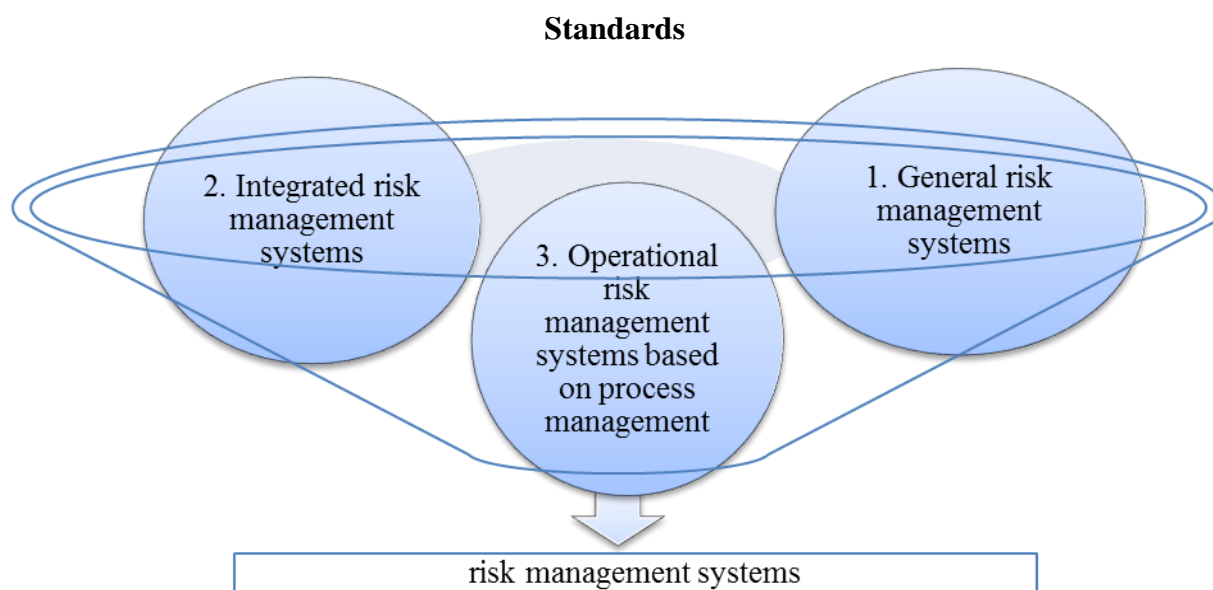 Standards
2. Integrated risk
management
systems
1. General risk
management
systems
3. Operational
risk
management
systems based
on process
management
risk management systems